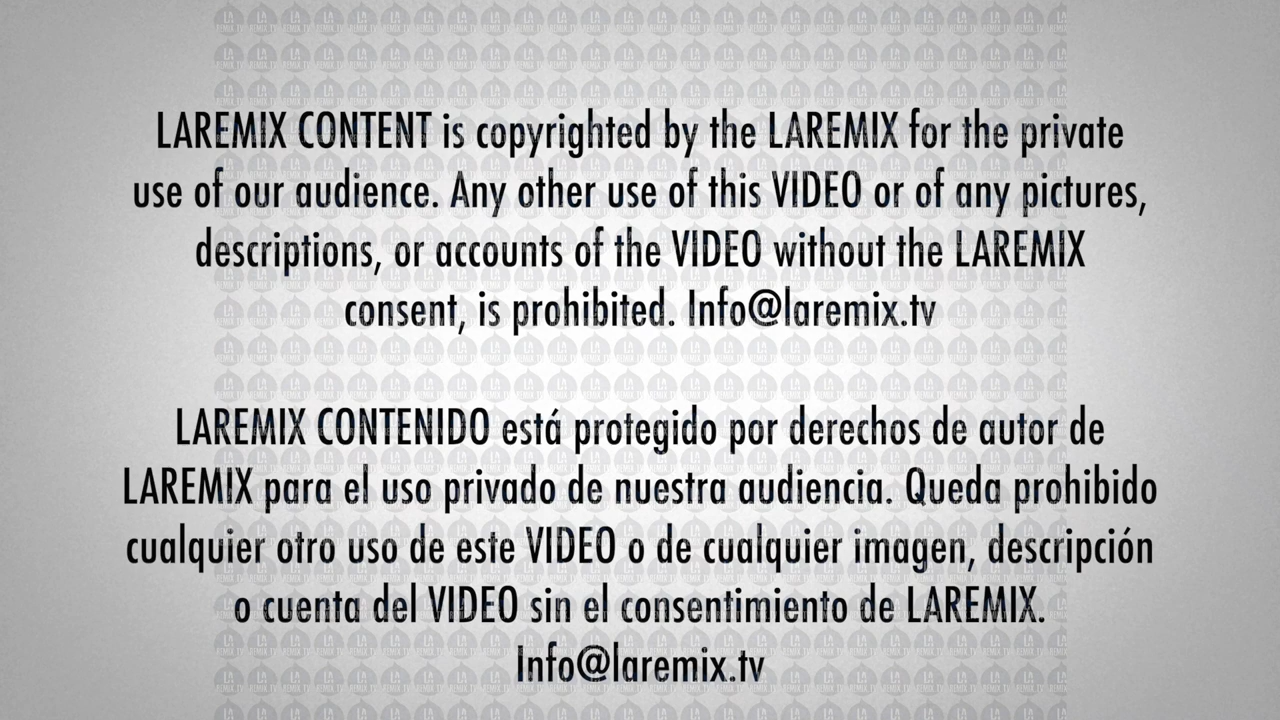 LAREMIX CONTENT is copyrighted by the LAREMIX for the private
use of our audience. Any other use of this VIDEO or of any pictures,
descriptions, or accounts of the VIDEO without the LAREMIX
consent, is prohibited. Info@laremix.tv
LAREMIX CONTENIDO está protegido por derechos de autor de
LAREMIX para el uso privado de nuestra audiencia. Queda prohibido
cualquier otro uso de este VIDEO o de cualquier imagen, descripción
o cuenta del VIDEO sin el consentimiento de LAREMIX.
Info@laremix.tv